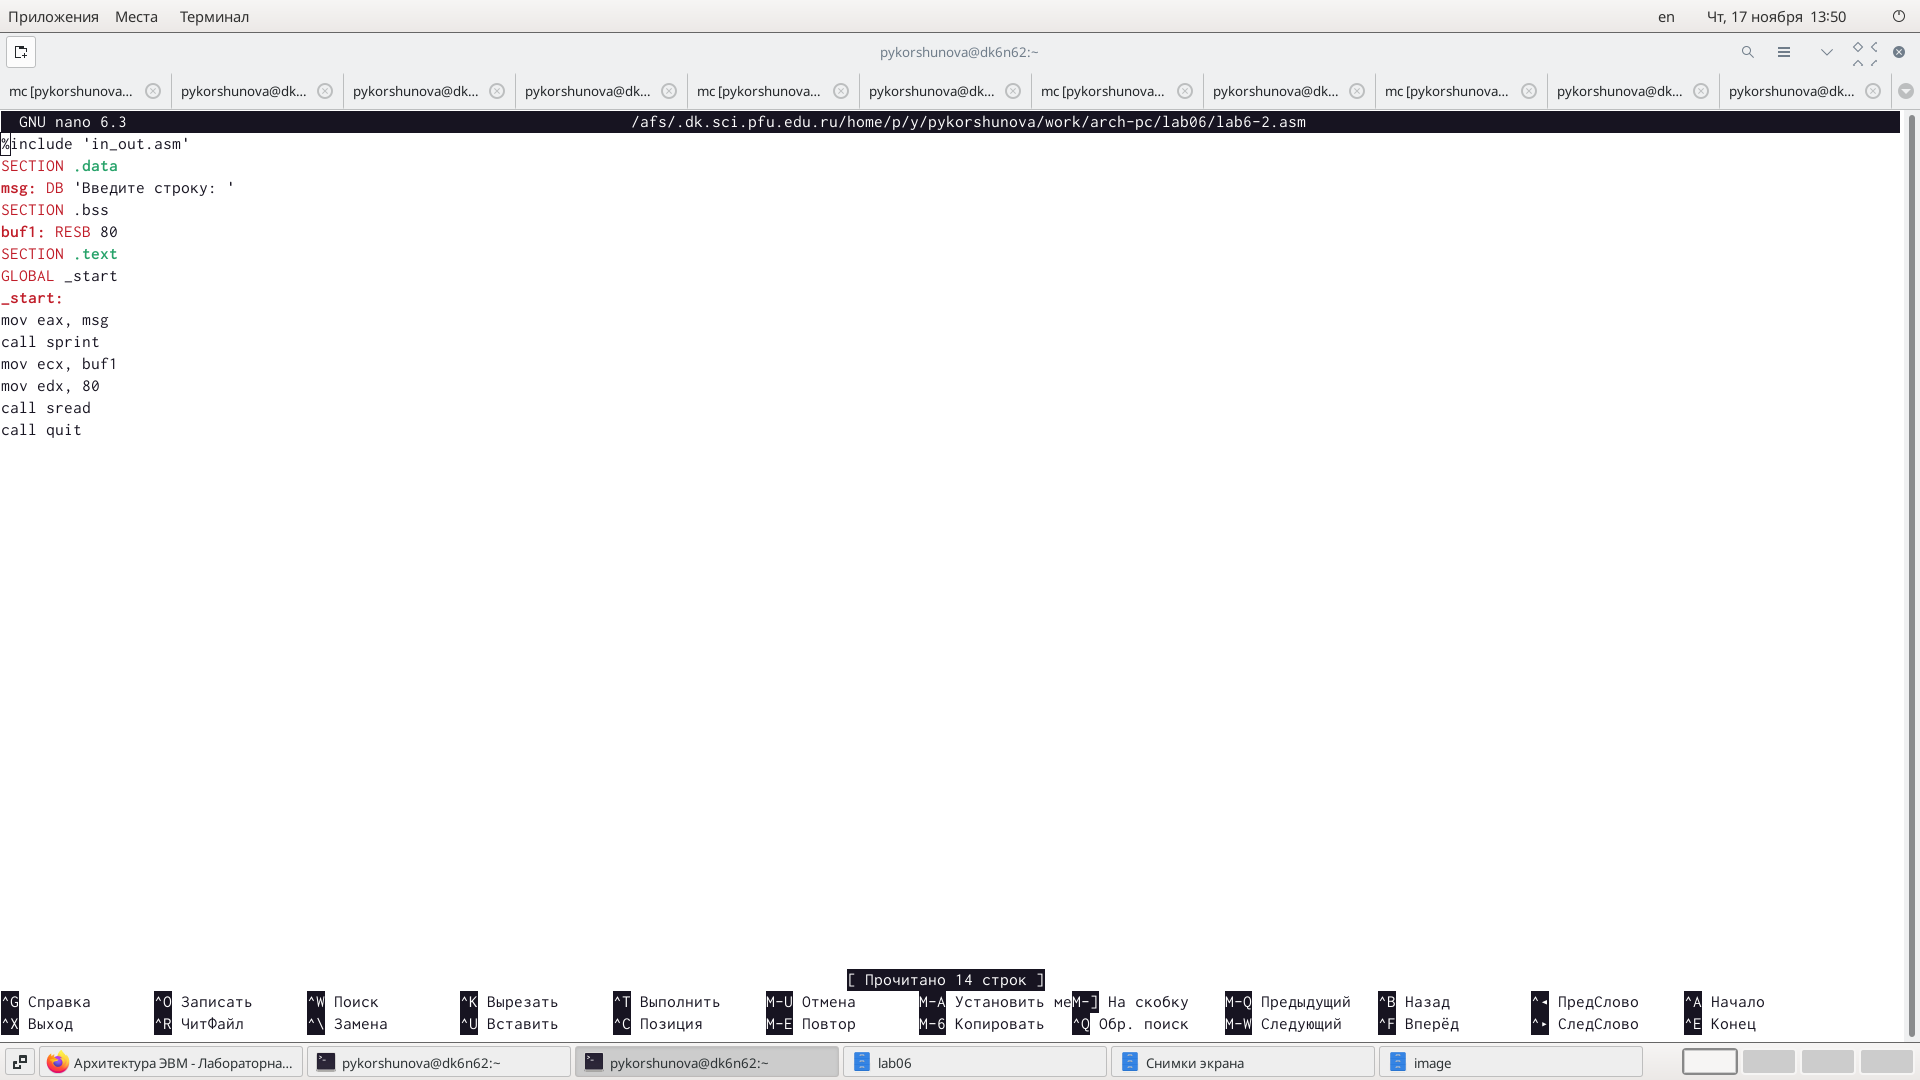 Приложения Места Терминал en Чт, 17 ноября 13:50
pykorshunova@dk6n62:~
mc [pykorshunova... pykorshunova@dk... pykorshunova@dk... pykorshunova@dk... mc [pykorshunova... pykorshunova@dk... mc [pykorshunova... pykorshunova@dk... mc [pykorshunova... pykorshunova@dk... pykorshunova@dk...
GNU nano 6.3 /afs/.dk.sci.pfu.edu.ru/home/p/y/pykorshunova/work/arch-pc/lab06/lab6-2.asm
%include 'in_out.asm'
SECTION .data
msg: DB 'Введите строку: '
SECTION .bss
buf1: RESB 80
SECTION .text
GLOBAL _start
_start:
mov eax, msg
call sprint
mov ecx, buf1
mov edx, 80
call sread
call quit
[ Прочитано 14 строк ]
^G Справка ^O Записать ^W Поиск ^K Вырезать ^T Выполнить M-U Отмена M-A Установить ме M-] На скобку M-Q Предыдущий ^B Назад ^◂ ПредСлово ^A Начало
^X Выход ^R ЧитФайл ^\ Замена ^U Вставить ^C Позиция M-E Повтор M-6 Копировать ^Q Обр. поиск M-W Следующий ^F Вперёд ^▸ СледСлово ^E Конец
Архитектура ЭВМ - Лабораторна... pykorshunova@dk6n62:~ pykorshunova@dk6n62:~ lab06 Снимки экрана image